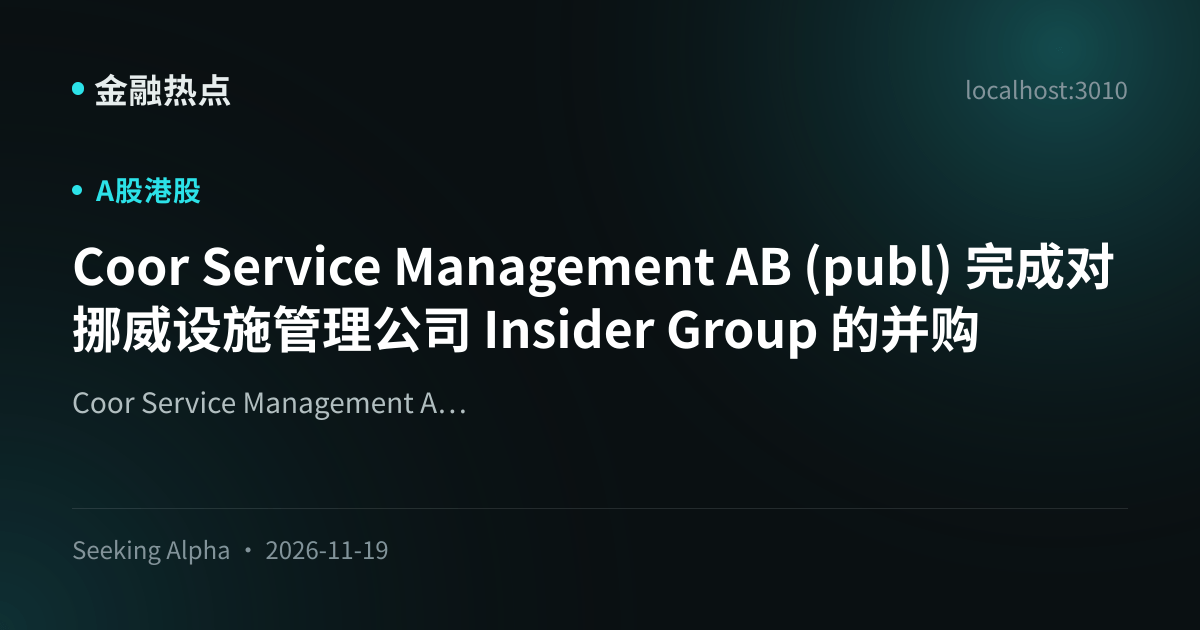 金融热点
localhost:3010
A股港股
Coor Service Management AB (publ) 完成对
挪威设施管理公司 Insider Group 的并购
Coor Service Management A…
Seeking Alpha • 2026-11-19